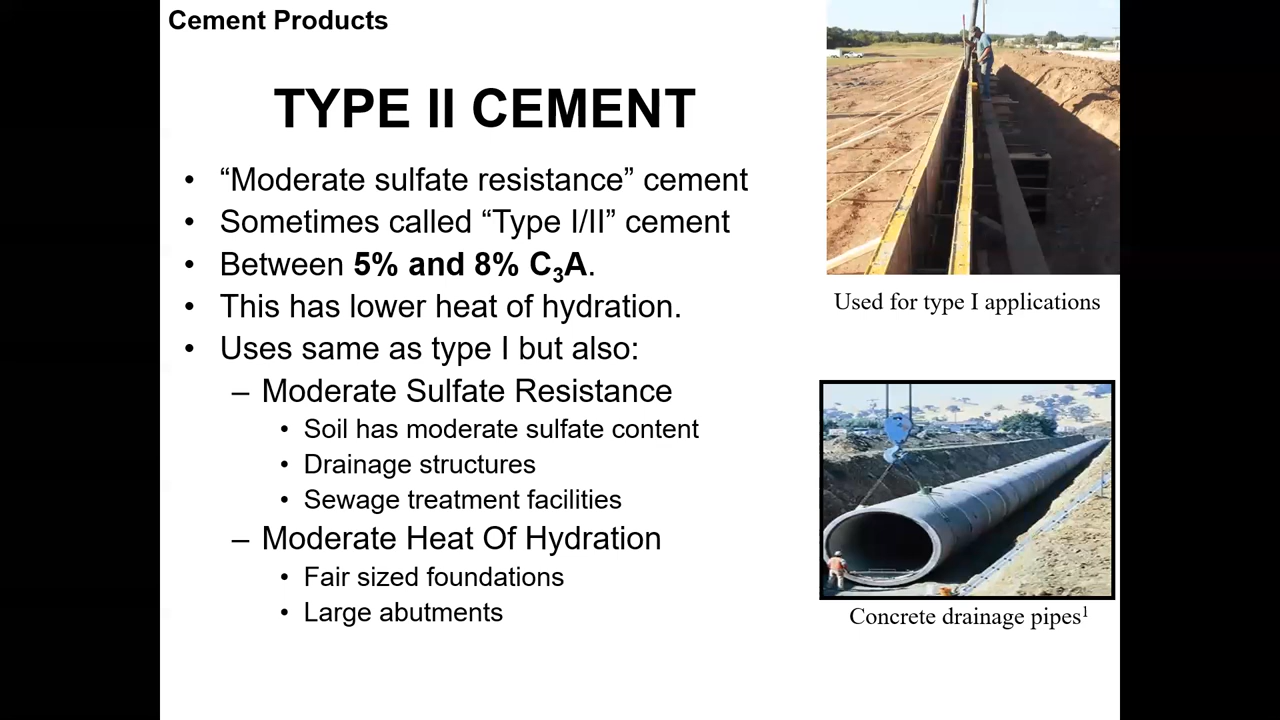 Cement Products
TYPE II CEMENT
• “Moderate sulfate resistance” cement
• Sometimes called “Type I/II” cement
• Between 5% and 8% C₃A.
• This has lower heat of hydration.
• Uses same as type I but also:
– Moderate Sulfate Resistance
• Soil has moderate sulfate content
• Drainage structures
• Sewage treatment facilities
– Moderate Heat Of Hydration
• Fair sized foundations
• Large abutments
Used for type I applications
Concrete drainage pipes¹